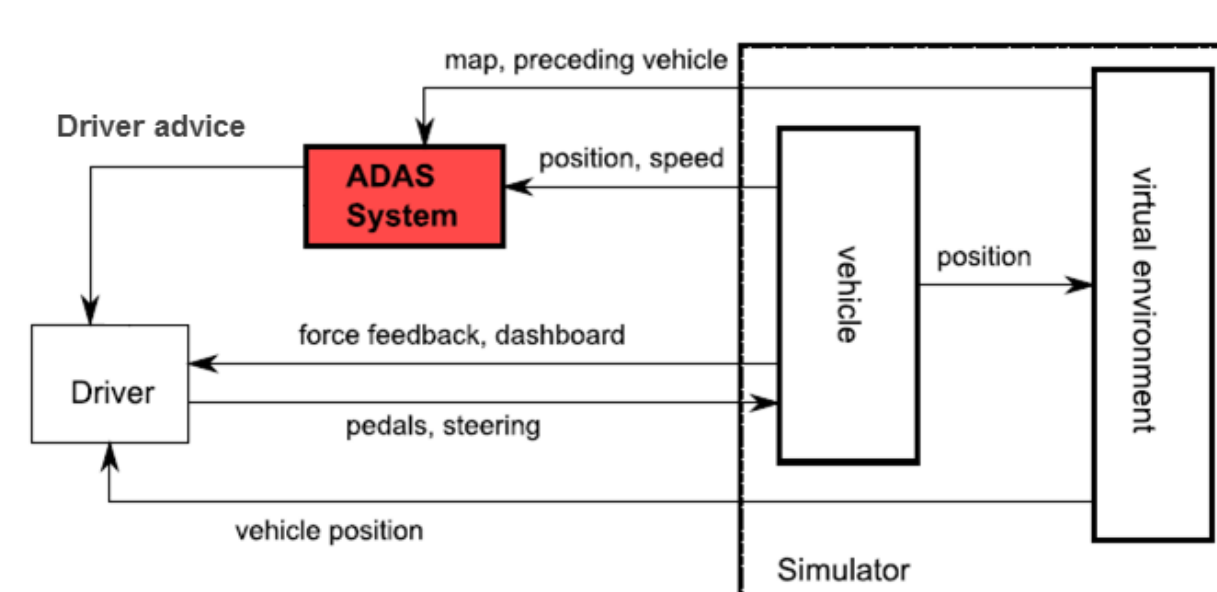 map, preceding vehicle
Driver advice
ADAS
System
position, speed
virtual environment
vehicle
position
force feedback, dashboard
Driver
pedals, steering
vehicle position
Simulator